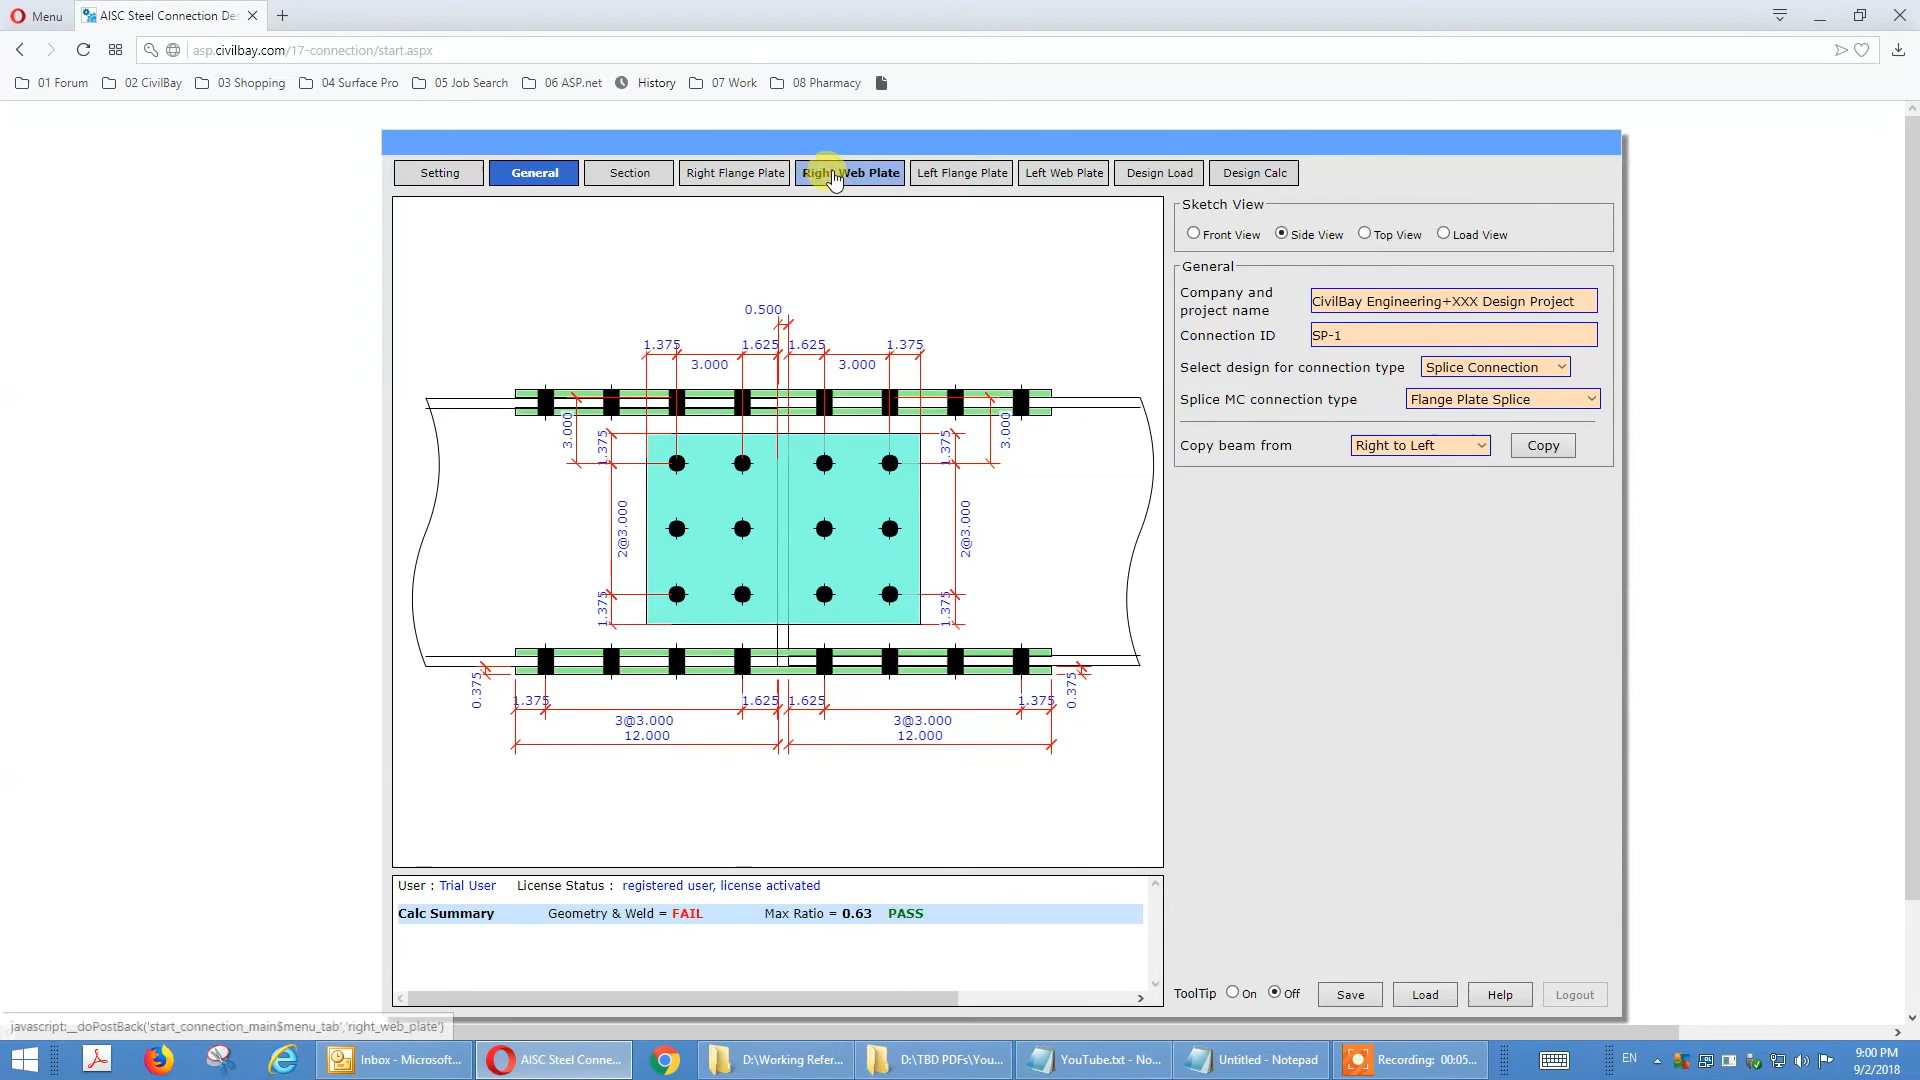 Menu
AISC Steel Connection De
asp.civilbay.com/17-connection/start.aspx
01 Forum 02 CivilBay 03 Shopping 04 Surface Pro 05 Job Search 06 ASP.net History 07 Work 08 Pharmacy
Setting General Section Right Flange Plate Right Web Plate Left Flange Plate Left Web Plate Design Load Design Calc
Sketch View
Front View Side View Top View Load View
General
Company and
project name
CivilBay Engineering+XXX Design Project
Connection ID SP-1
Select design for connection type Splice Connection
Splice MC connection type Flange Plate Splice
Copy beam from Right to Left Copy
0.500
1.375 1.625 1.625 1.375
3.000 3.000
3.000 1.375 1.375 3.000
2@3.000 2@3.000
1.375 1.375
0.375 0.375
1.375 1.625 1.625 1.375
3@3.000 3@3.000
12.000 12.000
User : Trial User License Status : registered user, license activated
Calc Summary Geometry & Weld = FAIL Max Ratio = 0.63 PASS
ToolTip On Off Save Load Help Logout
javascript:__doPostBack('start_connection_main$menu_tab','right_web_plate')
Inbox - Microsoft... AISC Steel Conne... D:\Working Refer... D:\TBD PDFs\You... YouTube.txt - No... Untitled - Notepad Recording: 00:05... EN
9:00 PM
9/2/2018